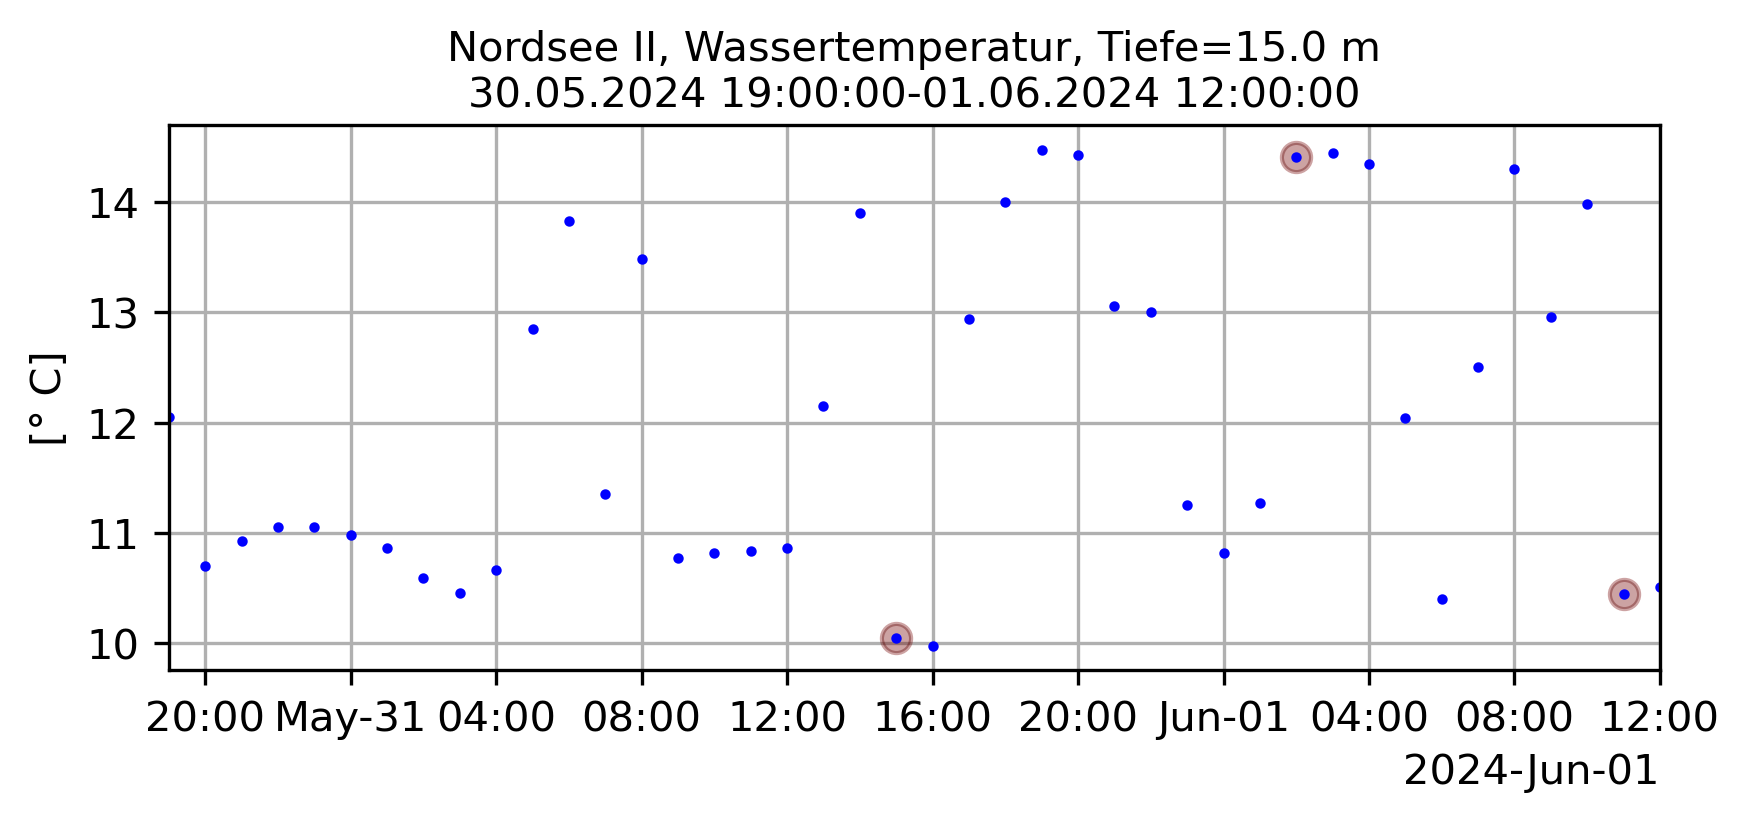 Nordsee II, Wassertemperatur, Tiefe=15.0 m
30.05.2024 19:00:00-01.06.2024 12:00:00
14
13
12
11
10
[° C]
20:00 May-31 04:00 08:00 12:00 16:00 20:00 Jun-01 04:00 08:00 12:00
2024-Jun-01